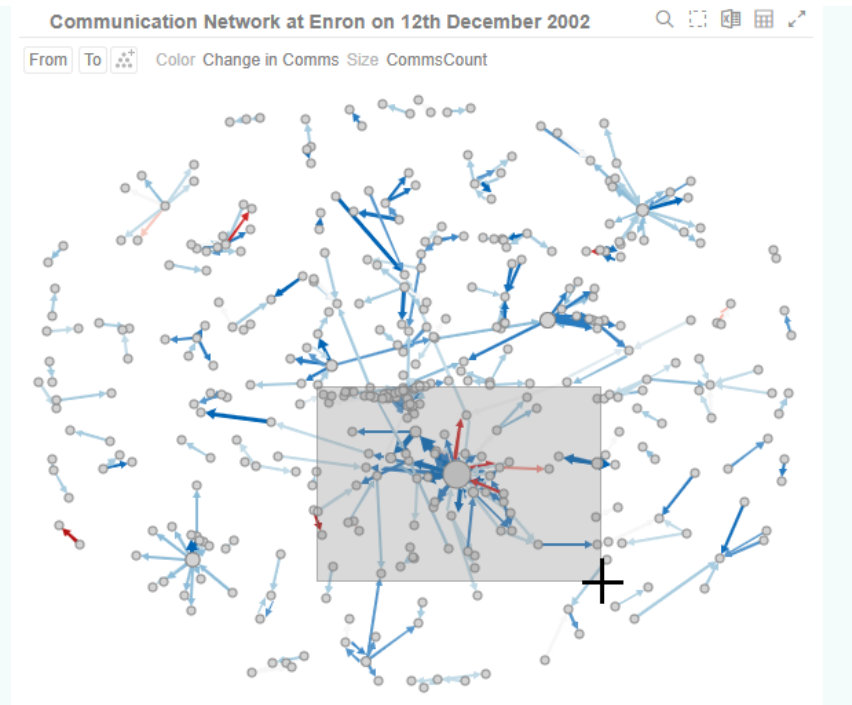 Communication Network at Enron on 12th December 2002
From To Color Change in Comms Size CommsCount